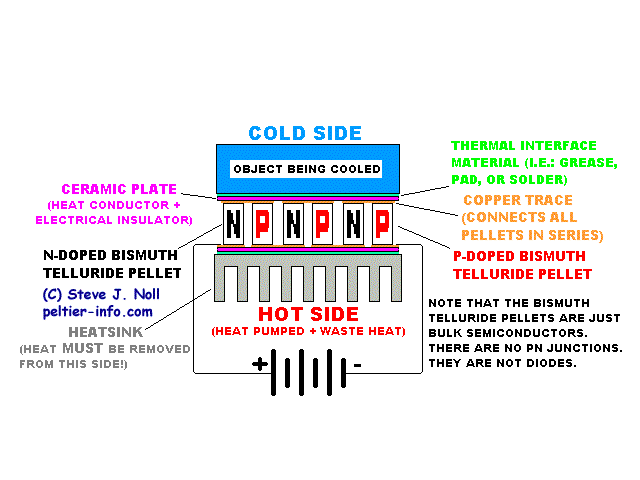 COLD SIDE
OBJECT BEING COOLED
THERMAL INTERFACE
MATERIAL (I.E.: GREASE,
PAD, OR SOLDER)
CERAMIC PLATE
(HEAT CONDUCTOR +
ELECTRICAL INSULATOR)
COPPER TRACE
(CONNECTS ALL
PELLETS IN SERIES)
N P N P N P
N-DOPED BISMUTH
TELLURIDE PELLET
P-DOPED BISMUTH
TELLURIDE PELLET
(C) Steve J. Noll
peltier-info.com
HOT SIDE
(HEAT PUMPED + WASTE HEAT)
HEATSINK
(HEAT MUST BE REMOVED
FROM THIS SIDE!)
NOTE THAT THE BISMUTH
TELLURIDE PELLETS ARE JUST
BULK SEMICONDUCTORS.
THERE ARE NO PN JUNCTIONS.
THEY ARE NOT DIODES.
+ -